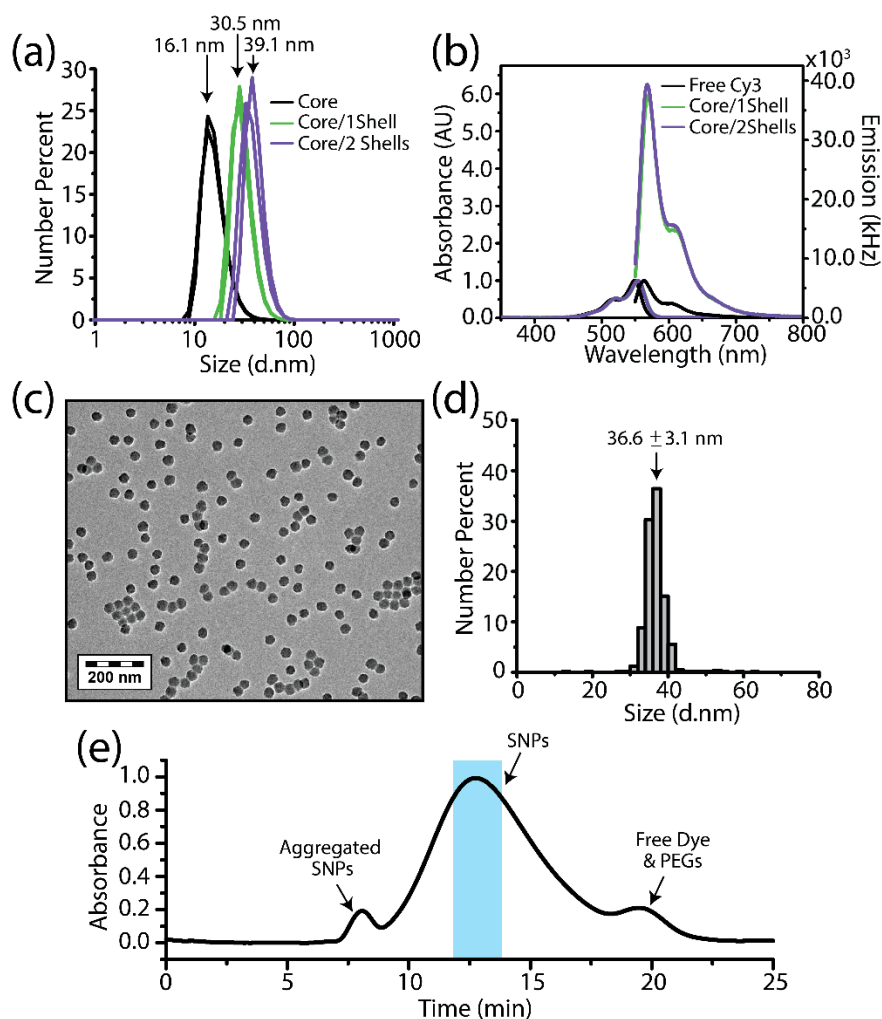 (a)
30.5 nm
16.1 nm
39.1 nm
Core
Core/1Shell
Core/2 Shells
30
25
20
15
10
5
0
Number Percent
1
10
100
1000
Size (d.nm)
(b)
x10³
Free Cy3
Core/1Shell
Core/2Shells
6.0
5.0
4.0
3.0
2.0
1.0
0.0
Absorbance (AU)
40.0
30.0
20.0
10.0
0.0
Emission (kHz)
400
500
600
700
800
Wavelength (nm)
(c)
200 nm
(d)
36.6 ± 3.1 nm
50
40
30
20
10
0
Number Percent
0
20
40
60
80
Size (d.nm)
(e)
SNPs
Aggregated
SNPs
Free Dye
& PEGs
1.0
0.8
0.6
0.4
0.2
0.0
Absorbance
0
5
10
15
20
25
Time (min)